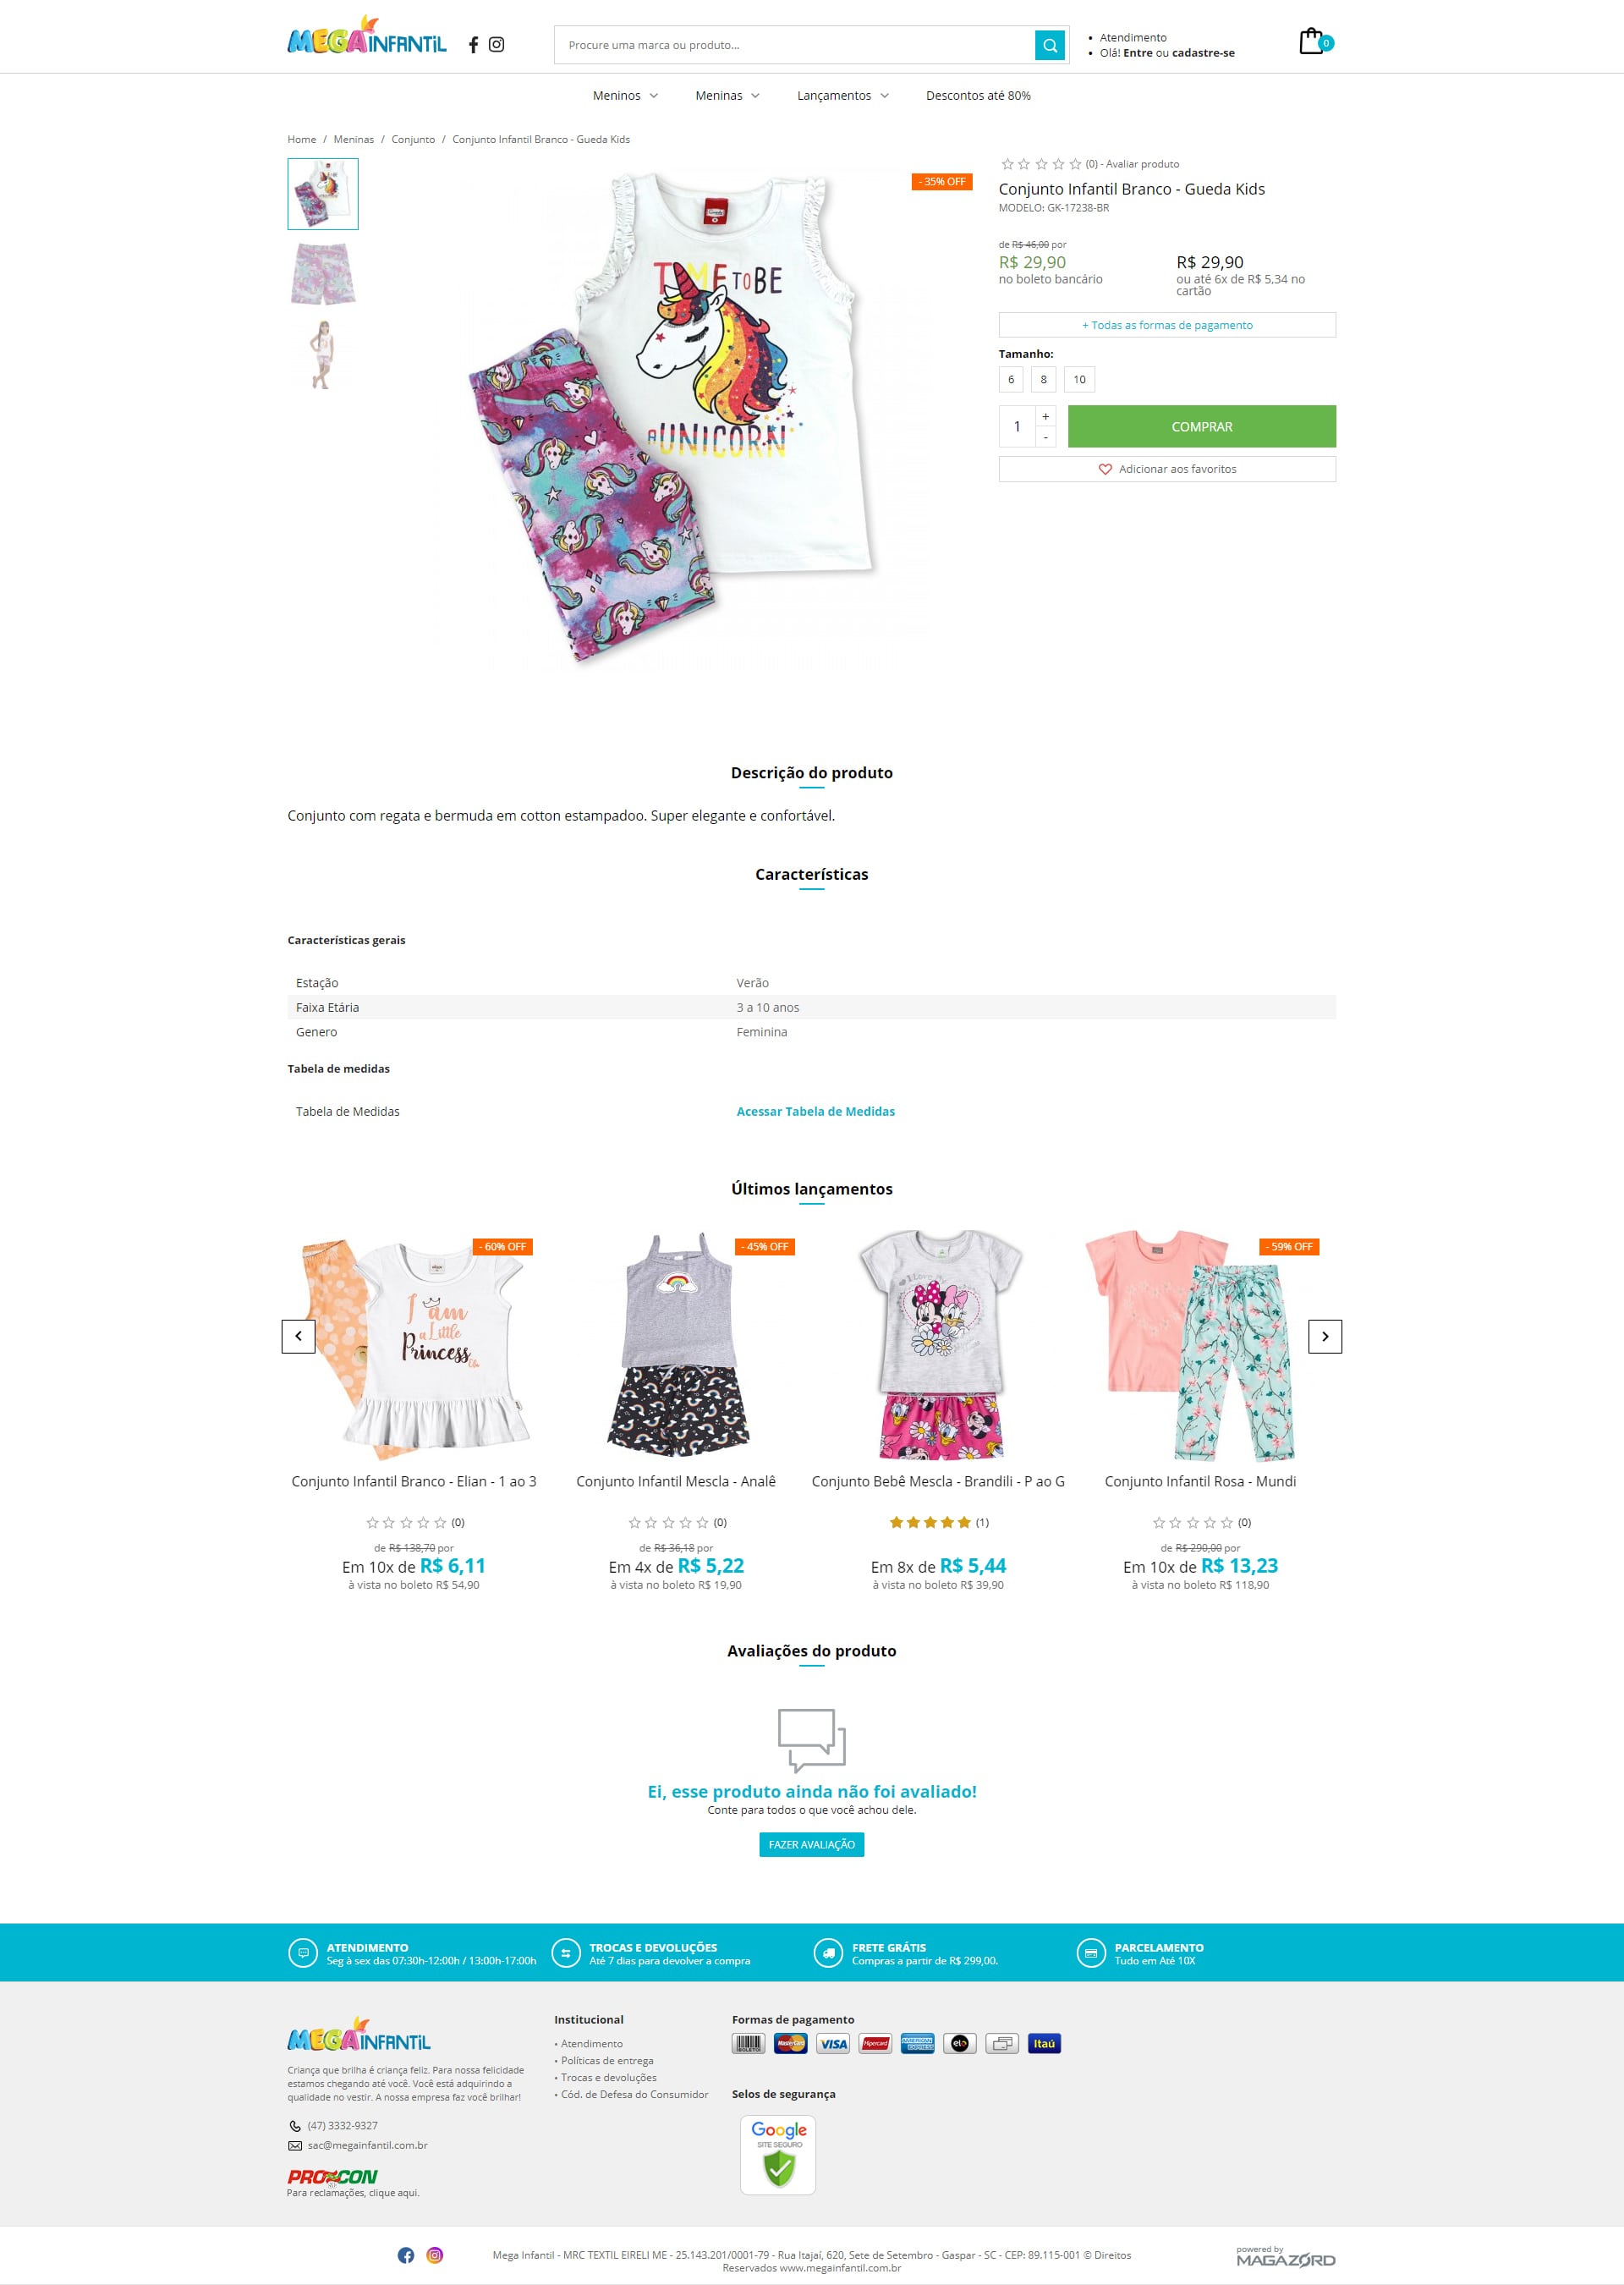 MEGAINFANTIL
Procure uma marca ou produto...
Atendimento
Olá! Entre ou cadastre-se
0
Meninos
Meninas
Lançamentos
Descontos até 80%
Home / Meninas / Conjunto / Conjunto Infantil Branco - Gueda Kids
- 35% OFF
TIME TO BE
A UNICORN
(0) - Avaliar produto
Conjunto Infantil Branco - Gueda Kids
MODELO: GK-17238-BR
de R$ 46,00 por
R$ 29,90
no boleto bancário
R$ 29,90
ou até 6x de R$ 5,34 no
cartão
+ Todas as formas de pagamento
Tamanho:
6 8 10
1
+
-
COMPRAR
Adicionar aos favoritos
Descrição do produto
Conjunto com regata e bermuda em cotton estampadoo. Super elegante e confortável.
Características
Características gerais
Estação Verão
Faixa Etária 3 a 10 anos
Genero Feminina
Tabela de medidas
Tabela de Medidas Acessar Tabela de Medidas
Últimos lançamentos
- 60% OFF
I am
a Little
Princess
Conjunto Infantil Branco - Elian - 1 ao 3
(0)
de R$ 138,70 por
Em 10x de R$ 6,11
à vista no boleto R$ 54,90
- 45% OFF
Conjunto Infantil Mescla - Analê
(0)
de R$ 36,18 por
Em 4x de R$ 5,22
à vista no boleto R$ 19,90
I Love
Conjunto Bebê Mescla - Brandili - P ao G
(1)
Em 8x de R$ 5,44
à vista no boleto R$ 39,90
- 59% OFF
Conjunto Infantil Rosa - Mundi
(0)
de R$ 290,00 por
Em 10x de R$ 13,23
à vista no boleto R$ 118,90
Avaliações do produto
Ei, esse produto ainda não foi avaliado!
Conte para todos o que você achou dele.
FAZER AVALIAÇÃO
ATENDIMENTO
Seg à sex das 07:30h-12:00h / 13:00h-17:00h
TROCAS E DEVOLUÇÕES
Até 7 dias para devolver a compra
FRETE GRÁTIS
Compras a partir de R$ 299,00.
PARCELAMENTO
Tudo em Até 10X
MEGAINFANTIL
Criança que brilha é criança feliz. Para nossa felicidade
estamos chegando até você. Você está adquirindo a
qualidade no vestir. A nossa empresa faz você brilhar!
(47) 3332-9327
sac@megainfantil.com.br
PROCON
Para reclamações, clique aqui.
Institucional
• Atendimento
• Políticas de entrega
• Trocas e devoluções
• Cód. de Defesa do Consumidor
Formas de pagamento
BOLETO MasterCard VISA Hipercard AMERICAN EXPRESS elo Itaú
Selos de segurança
Google
SITE SEGURO
Mega Infantil - MRC TEXTIL EIRELI ME - 25.143.201/0001-79 - Rua Itajaí, 620, Sete de Setembro - Gaspar - SC - CEP: 89.115-001 © Direitos
Reservados www.megainfantil.com.br
powered by
MAGAZORD